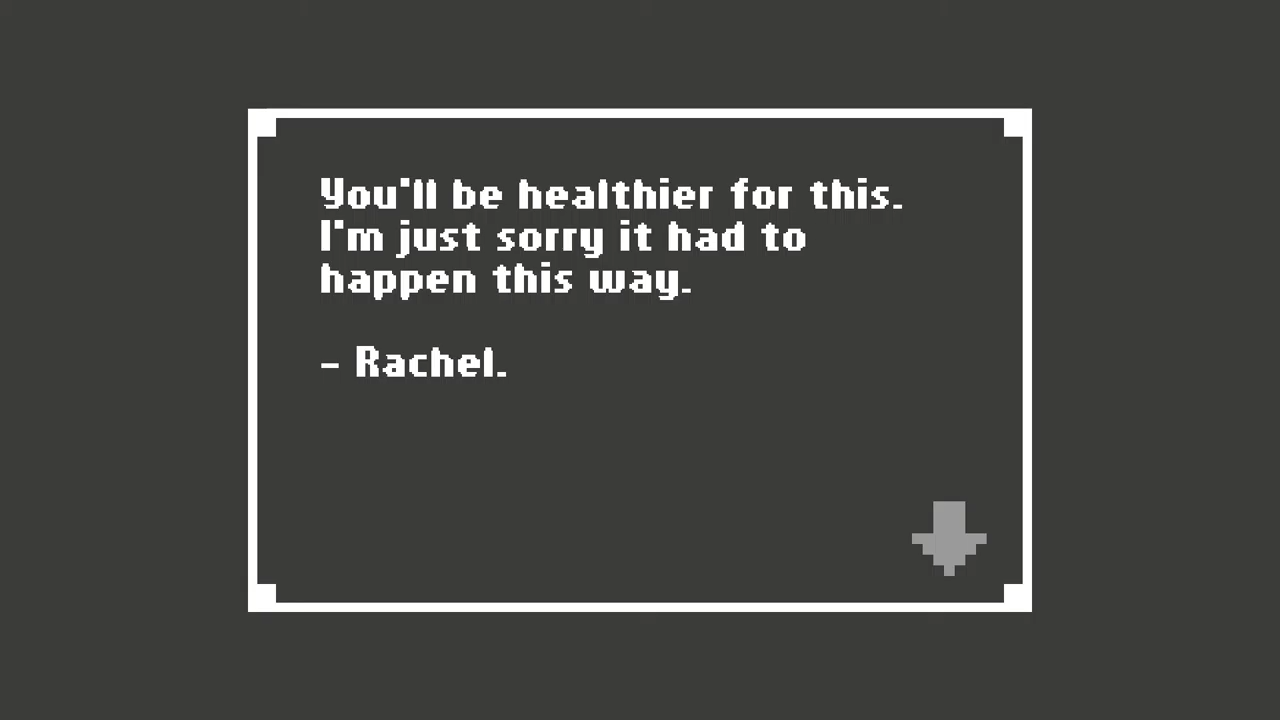 You'll be healthier for this.
I'm just sorry it had to
happen this way.
- Rachel.